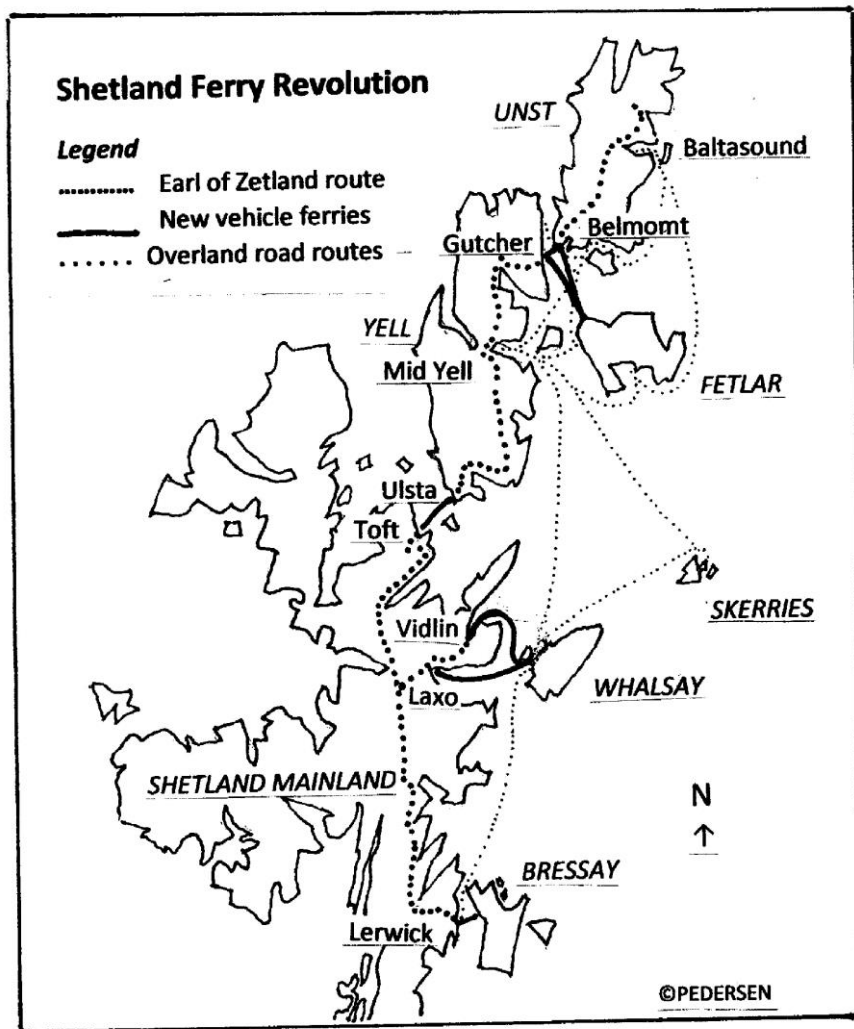 Shetland Ferry Revolution
Legend
Earl of Zetland route
New vehicle ferries
Overland road routes
UNST
Baltasound
Belmomt
Gutcher
YELL
Mid Yell
FETLAR
Ulsta
Toft
SKERRIES
Vidlin
WHALSAY
Laxo
SHETLAND MAINLAND
N
BRESSAY
Lerwick
©PEDERSEN